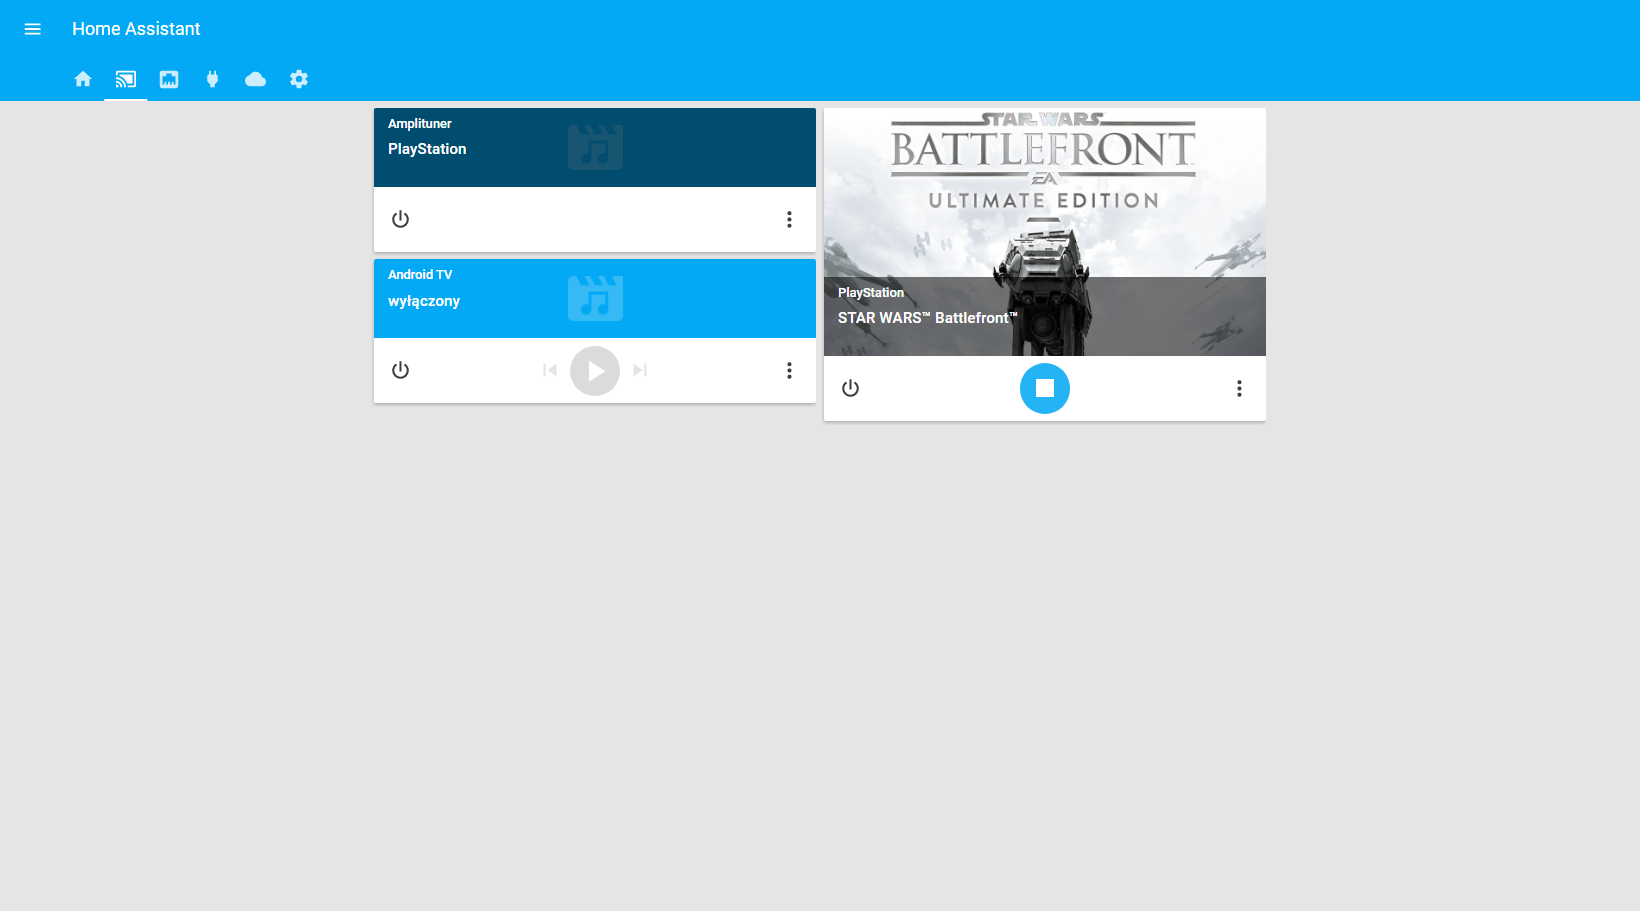 Home Assistant
Amplituner
PlayStation
Android TV
wyłączony
STAR WARS
BATTLEFRONT
EA
ULTIMATE EDITION
PlayStation
STAR WARS™ Battlefront™